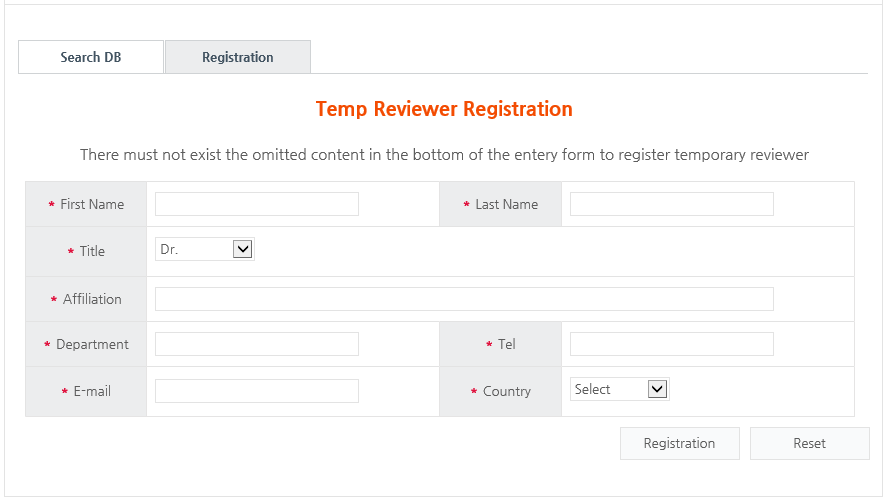 Search DB Registration
Temp Reviewer Registration
There must not exist the omitted content in the bottom of the entery form to register temporary reviewer
* First Name * Last Name
* Title Dr.
* Affiliation
* Department * Tel
* E-mail * Country Select
Registration Reset